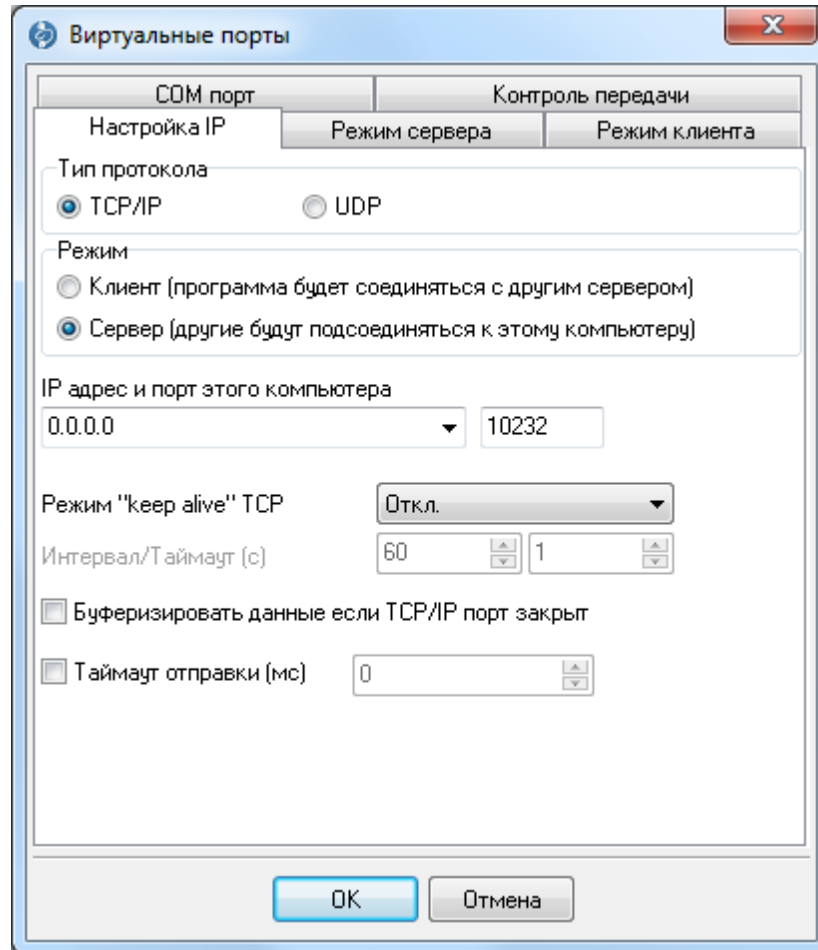 Виртуальные порты
COM порт Контроль передачи
Настройка IP Режим сервера Режим клиента
Тип протокола
TCP/IP UDP
Режим
Клиент (программа будет соединяться с другим сервером)
Сервер (другие будут подсоединяться к этому компьютеру)
IP адрес и порт этого компьютера
0.0.0.0 10232
Режим "keep alive" TCP Откл.
Интервал/Таймаут (с) 60 1
Буферизировать данные если TCP/IP порт закрыт
Таймаут отправки (мс) 0
OK Отмена